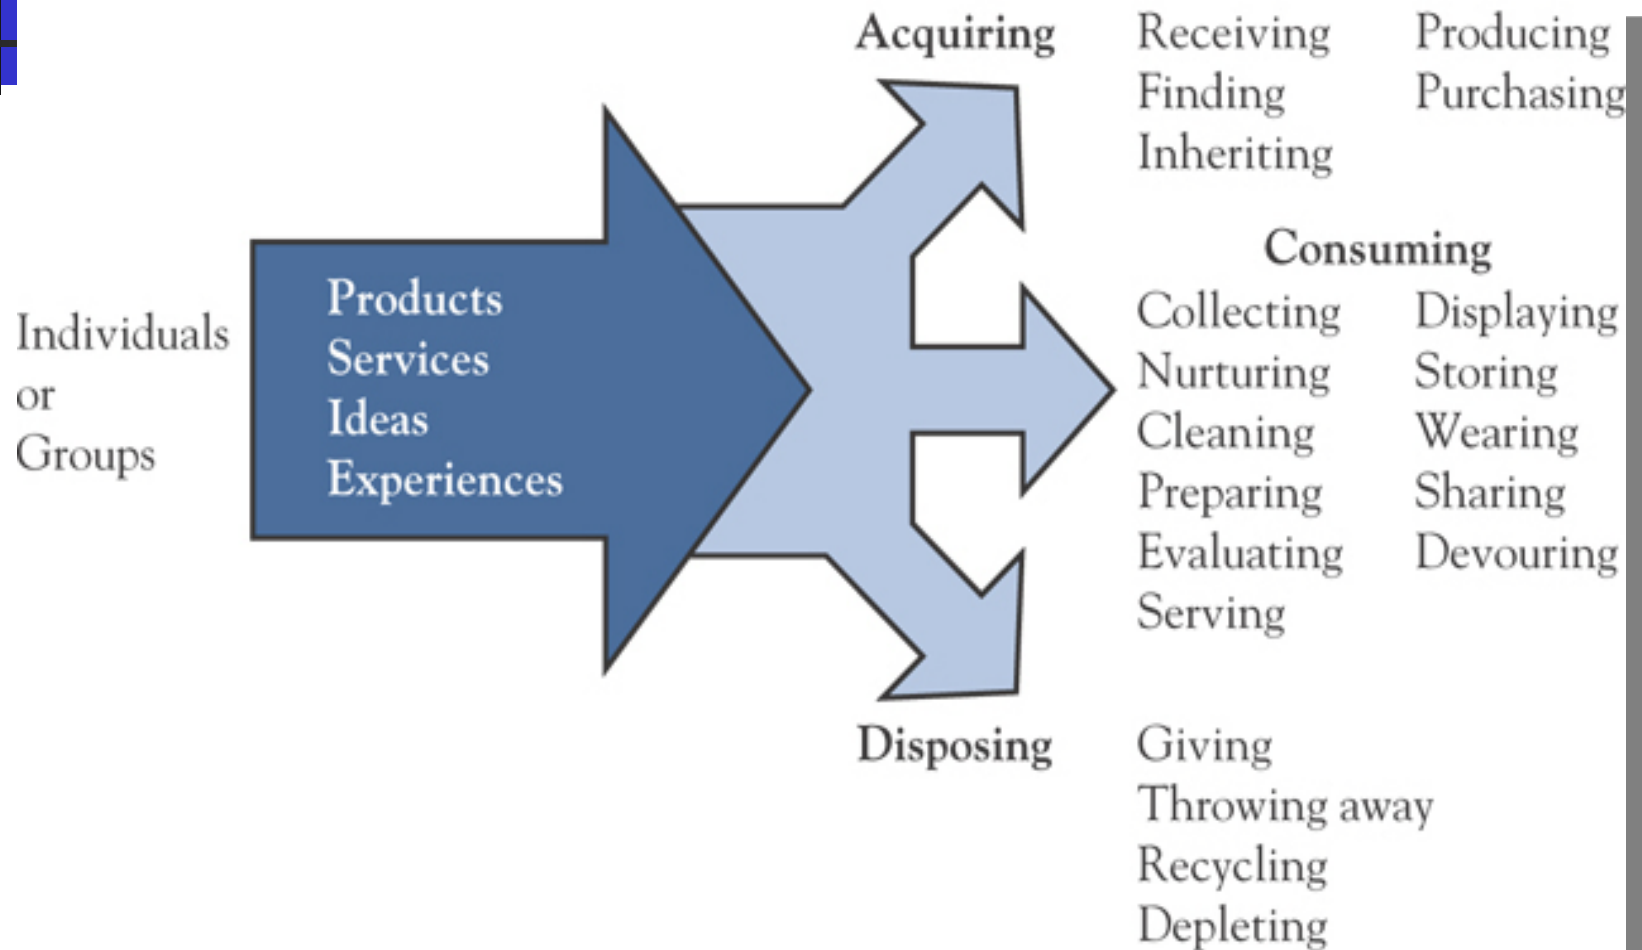 Individuals
or
Groups
Products
Services
Ideas
Experiences
Acquiring
Receiving Producing
Finding Purchasing
Inheriting
Consuming
Collecting Displaying
Nurturing Storing
Cleaning Wearing
Preparing Sharing
Evaluating Devouring
Serving
Disposing
Giving
Throwing away
Recycling
Depleting